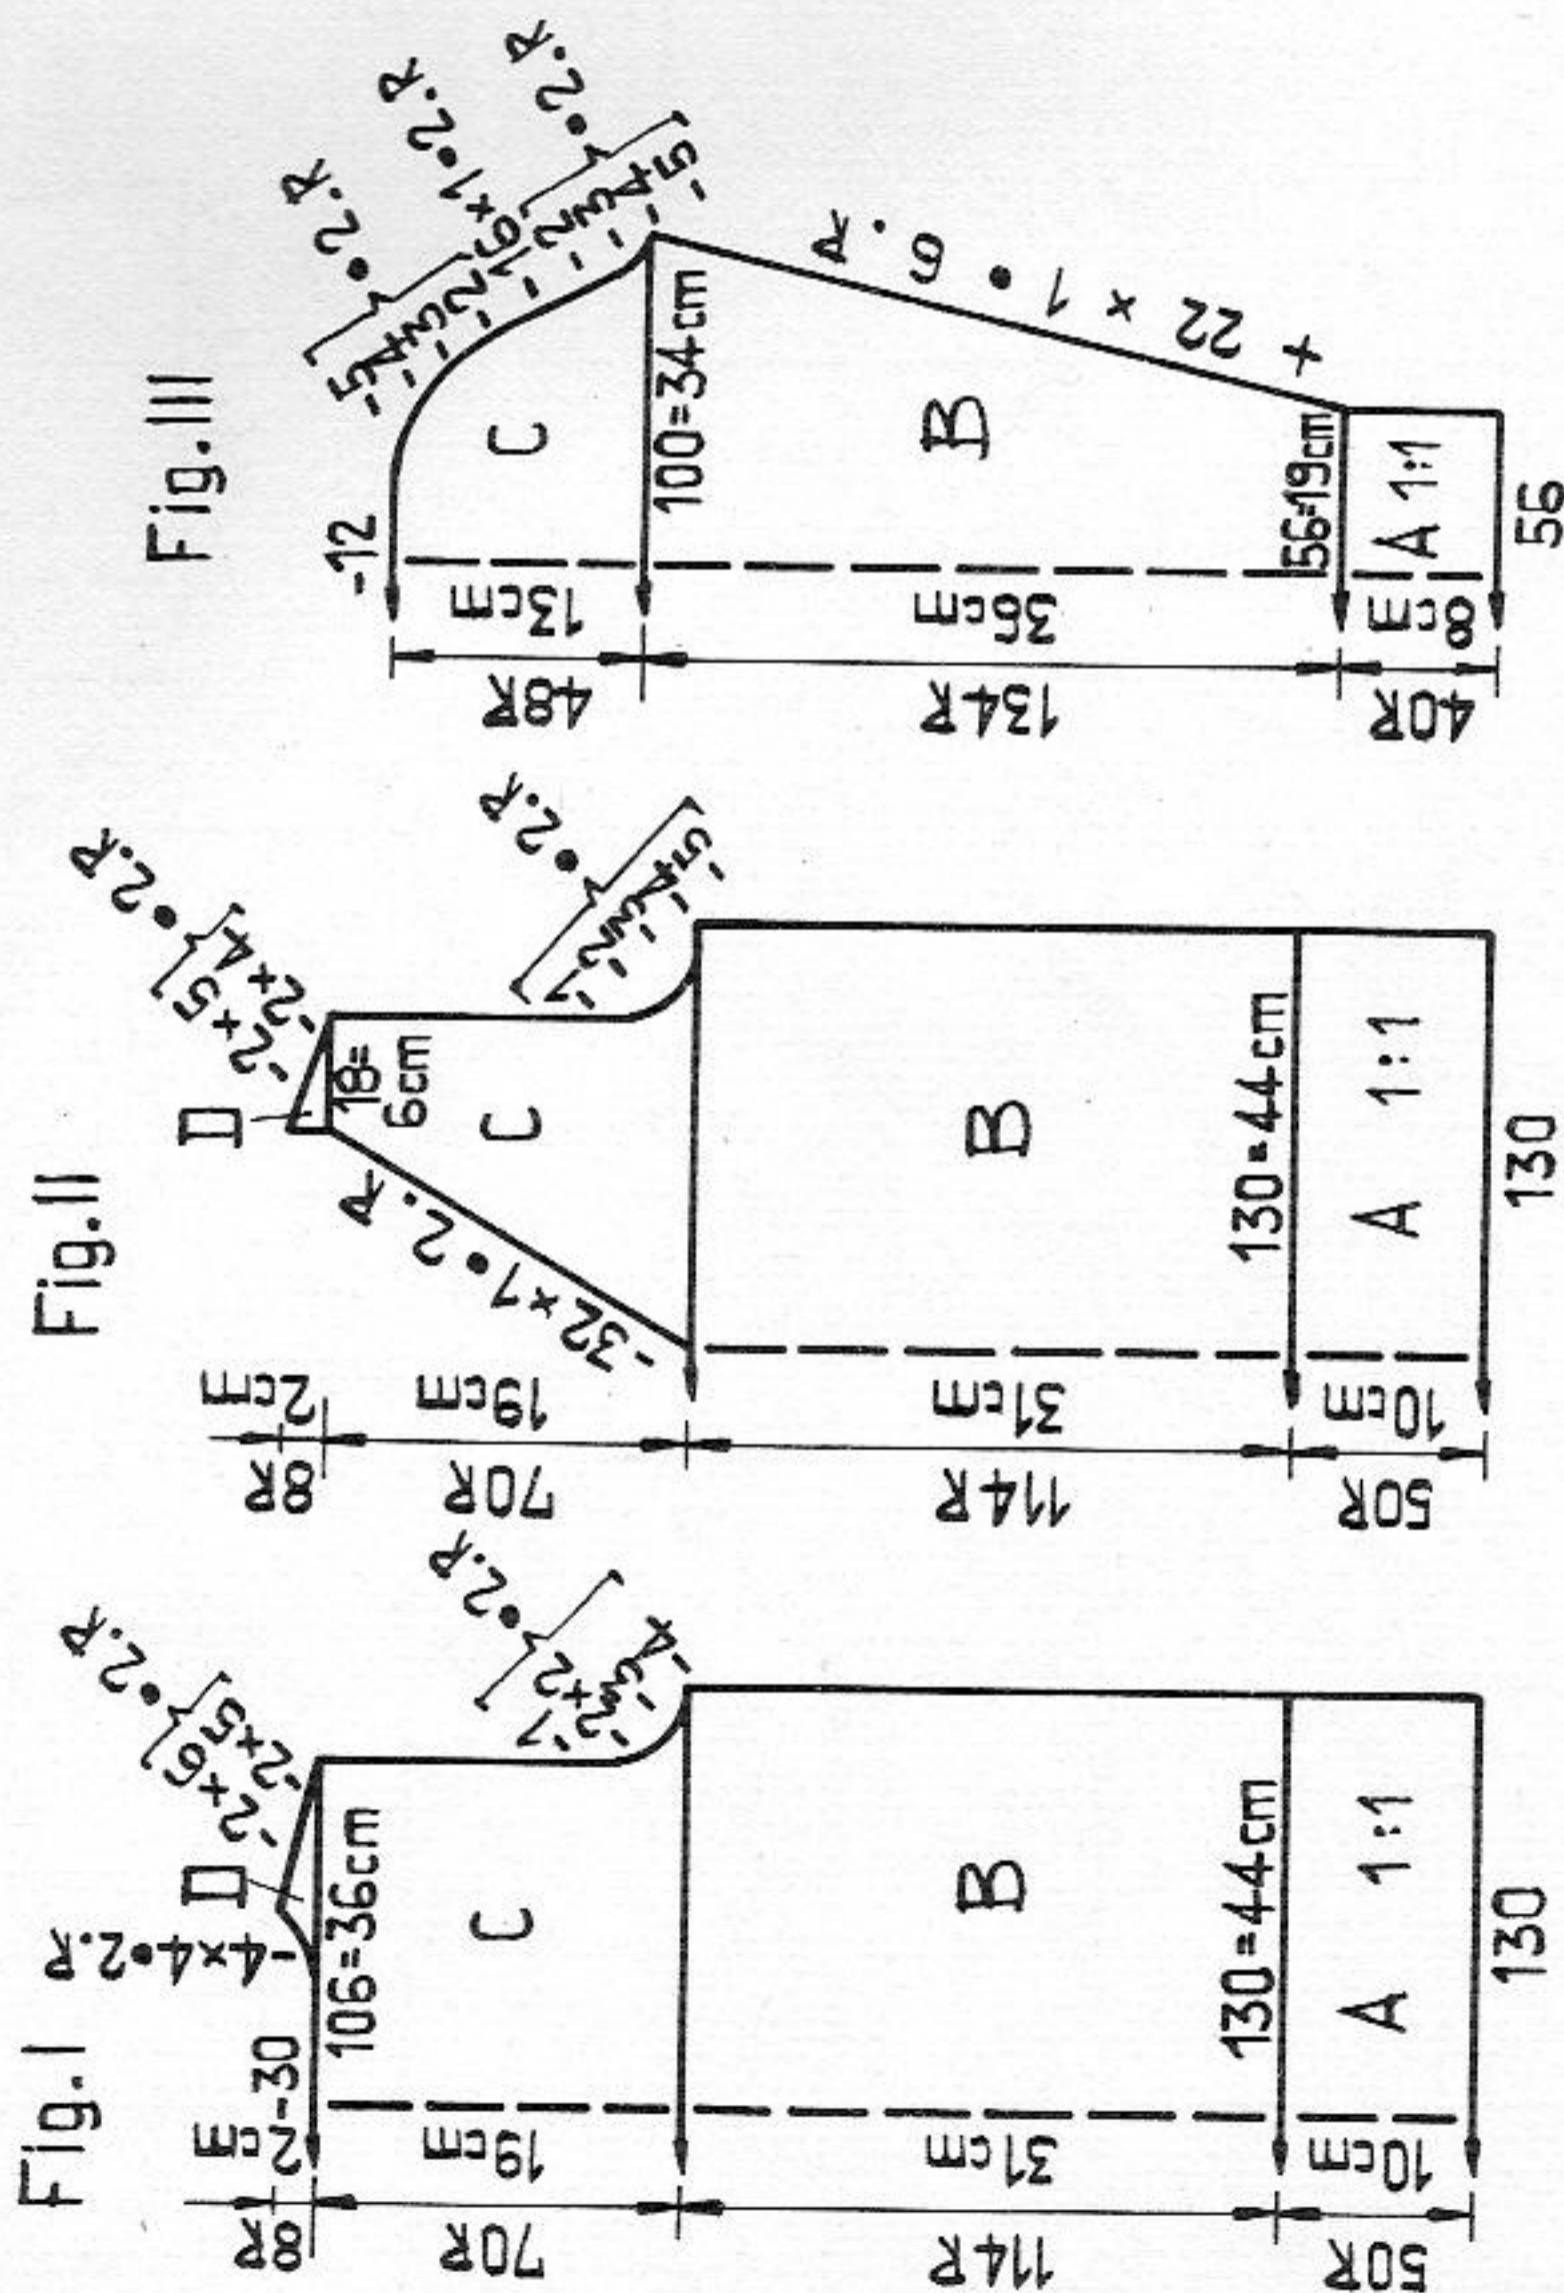 Fig.I
8R
2cm
-30
-4×4•2.R
D
-2×6
-2×5
•2.R
106=36cm
70R
19cm
C
-1
-2×2
-3
-4
•2.R
114R
31cm
B
130=44cm
50R
10cm
A 1:1
130
Fig.II
8R
2cm
D
-2×5
-2×4
•2.R
18=
6cm
70R
19cm
-32×1•2.R
C
-1
-2
-3
-4
-5
•2.R
114R
31cm
B
130=44cm
50R
10cm
A 1:1
130
Fig.III
-12
-5
-4
-3
-2
•2.R
-16×1•2.R
-2
-3
-4
-5
•2.R
48R
13cm
C
100=34cm
134R
36cm
B
+22×1•6.R
56=19cm
40R
8cm
A 1:1
56